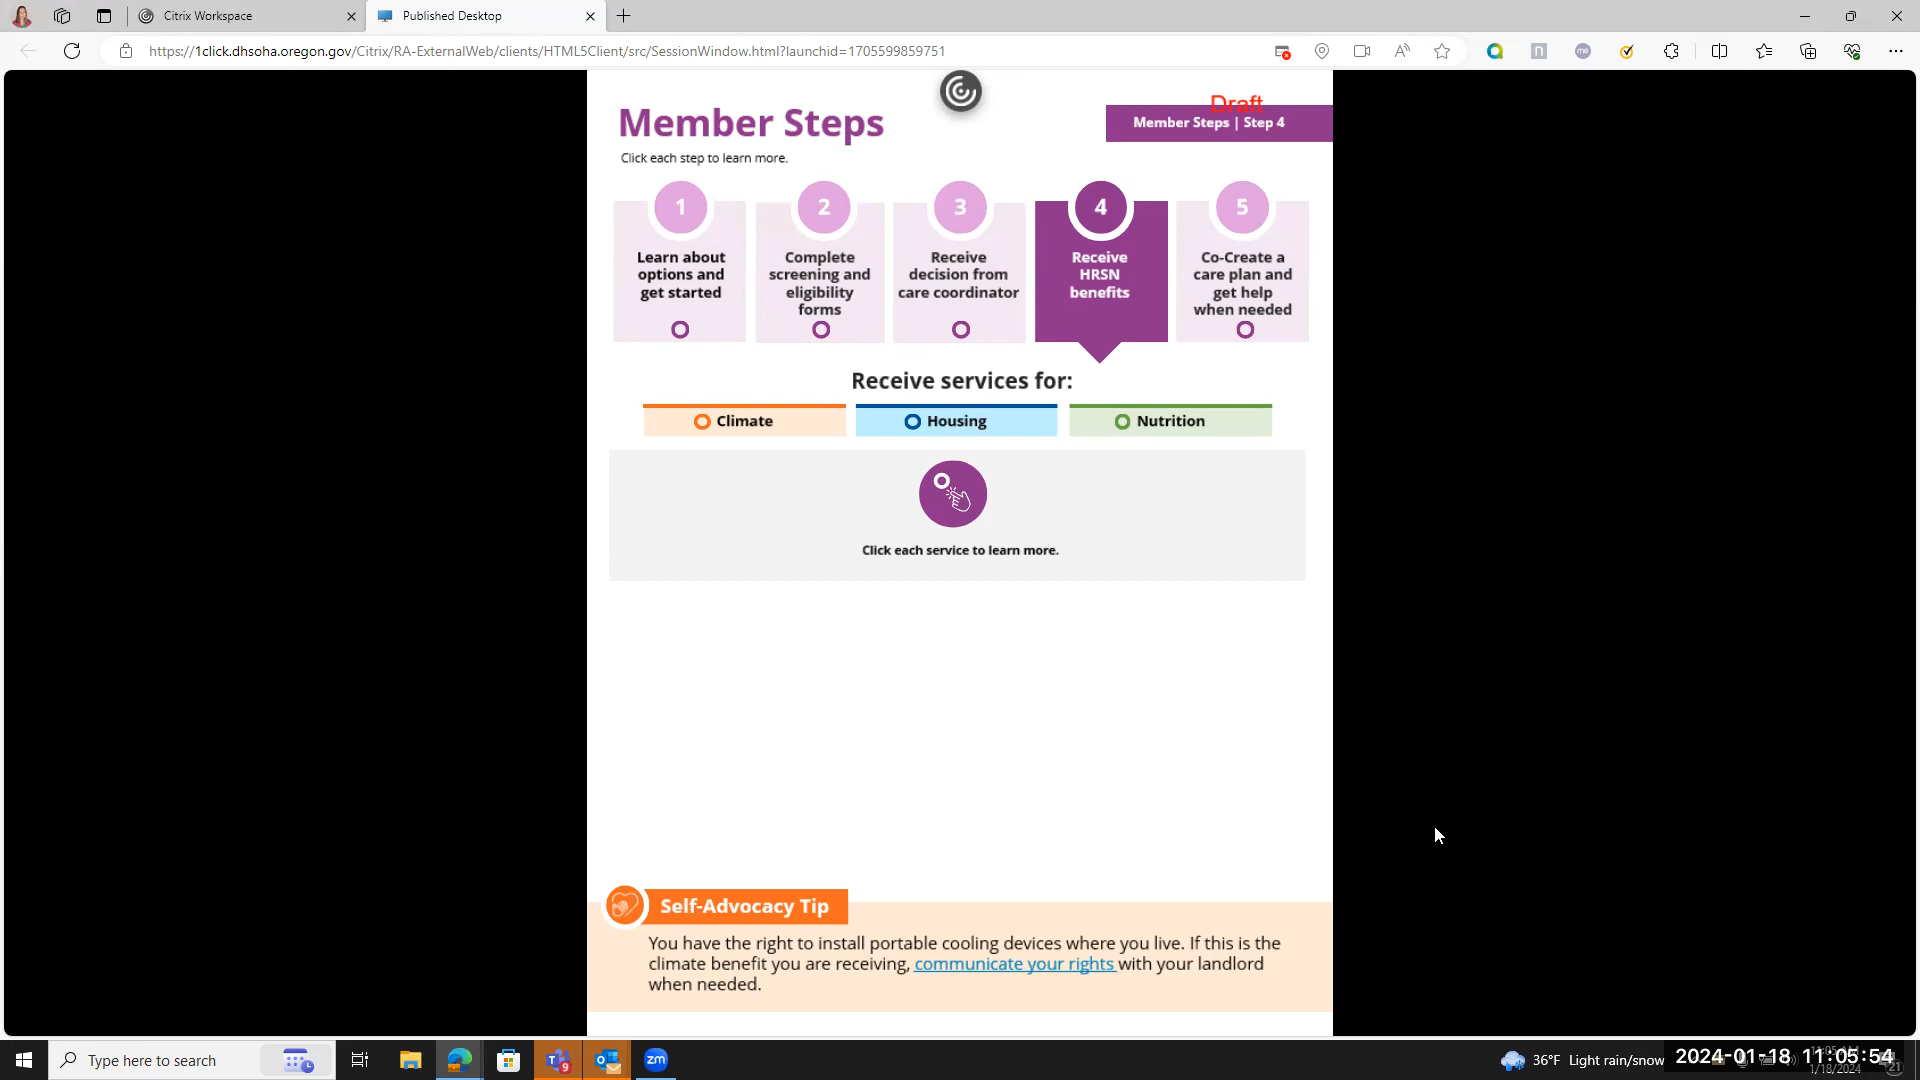 Citrix Workspace
Published Desktop
https://1click.dhsoha.oregon.gov/Citrix/RA-ExternalWeb/clients/HTML5Client/src/SessionWindow.html?launchid=1705599859751
Draft
Member Steps
Member Steps | Step 4
Click each step to learn more.
1
Learn about
options and
get started
2
Complete
screening and
eligibility
forms
3
Receive
decision from
care coordinator
4
Receive
HRSN
benefits
5
Co-Create a
care plan and
get help
when needed
Receive services for:
Climate
Housing
Nutrition
Click each service to learn more.
Self-Advocacy Tip
You have the right to install portable cooling devices where you live. If this is the
climate benefit you are receiving, communicate your rights with your landlord
when needed.
Type here to search
9
zm
36°F Light rain/snow
2024-01-18 11:05:54
1/18/2024
21